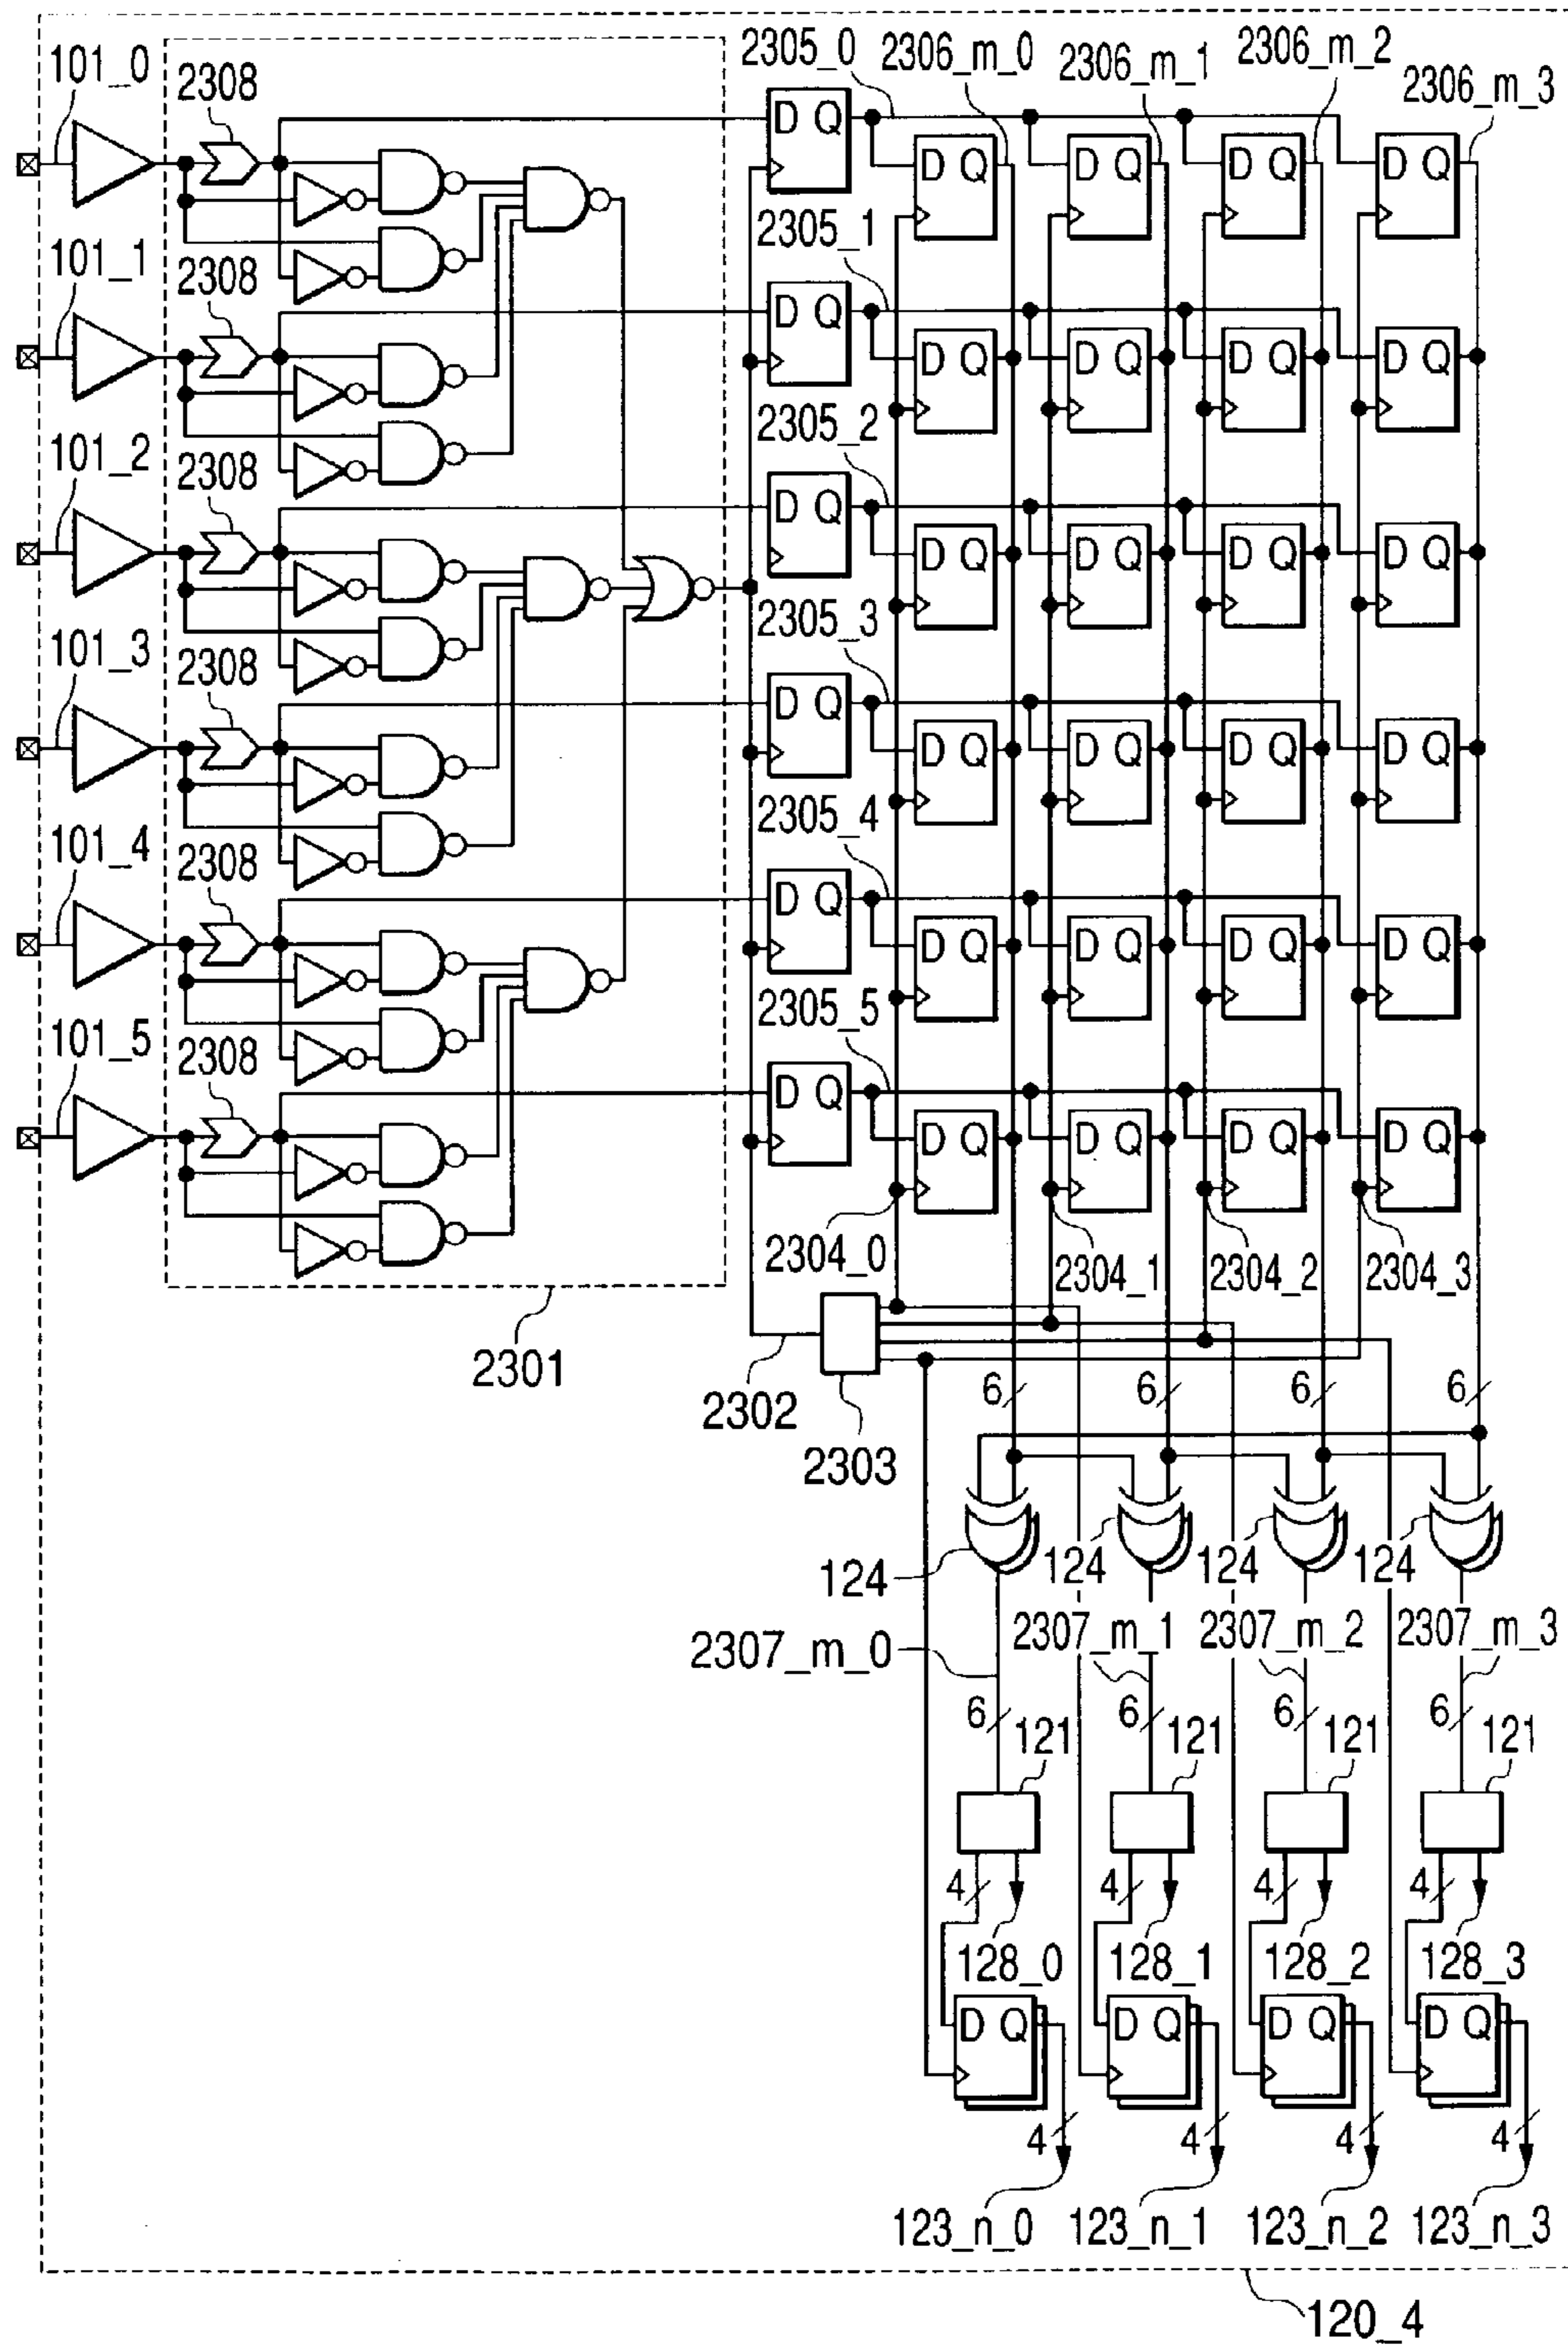 101_0
2308
2305_0
2306_m_0
2306_m_1
2306_m_2
2306_m_3
D Q
D Q
D Q
D Q
D Q
101_1
2308
2305_1
D Q
D Q
D Q
D Q
D Q
101_2
2308
2305_2
D Q
D Q
D Q
D Q
D Q
101_3
2308
2305_3
D Q
D Q
D Q
D Q
D Q
101_4
2308
2305_4
D Q
D Q
D Q
D Q
D Q
101_5
2308
2305_5
D Q
D Q
D Q
D Q
D Q
2304_0
2304_1
2304_2
2304_3
2301
2302
2303
6
6
6
6
124
124
124
124
2307_m_0
2307_m_1
2307_m_2
2307_m_3
6
6
6
6
121
121
121
121
4
4
4
4
128_0
128_1
128_2
128_3
D Q
D Q
D Q
D Q
4
4
4
4
123_n_0
123_n_1
123_n_2
123_n_3
120_4